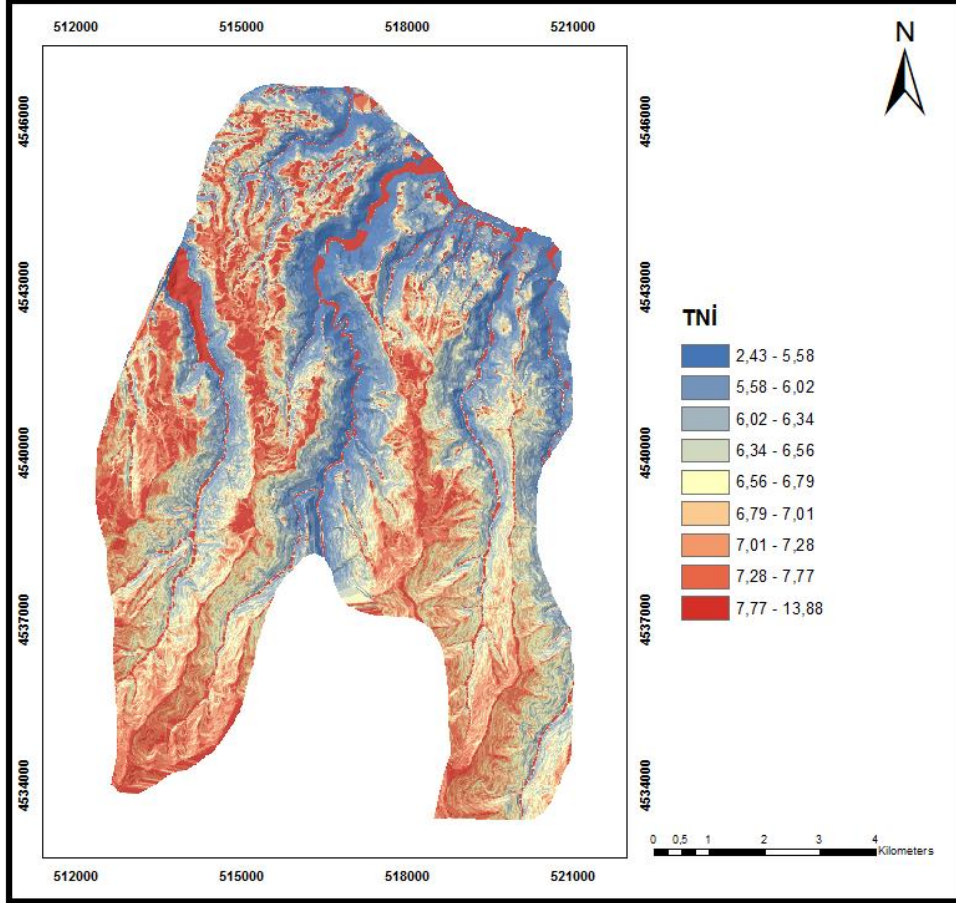 512000 515000 518000 521000
N
4546000 4546000
4543000 4543000
TNİ
2,43 - 5,58
5,58 - 6,02
6,02 - 6,34
6,34 - 6,56
6,56 - 6,79
6,79 - 7,01
7,01 - 7,28
7,28 - 7,77
7,77 - 13,88
4540000 4540000
4537000 4537000
4534000 4534000
0 0,5 1 2 3 4
Kilometers
512000 515000 518000 521000